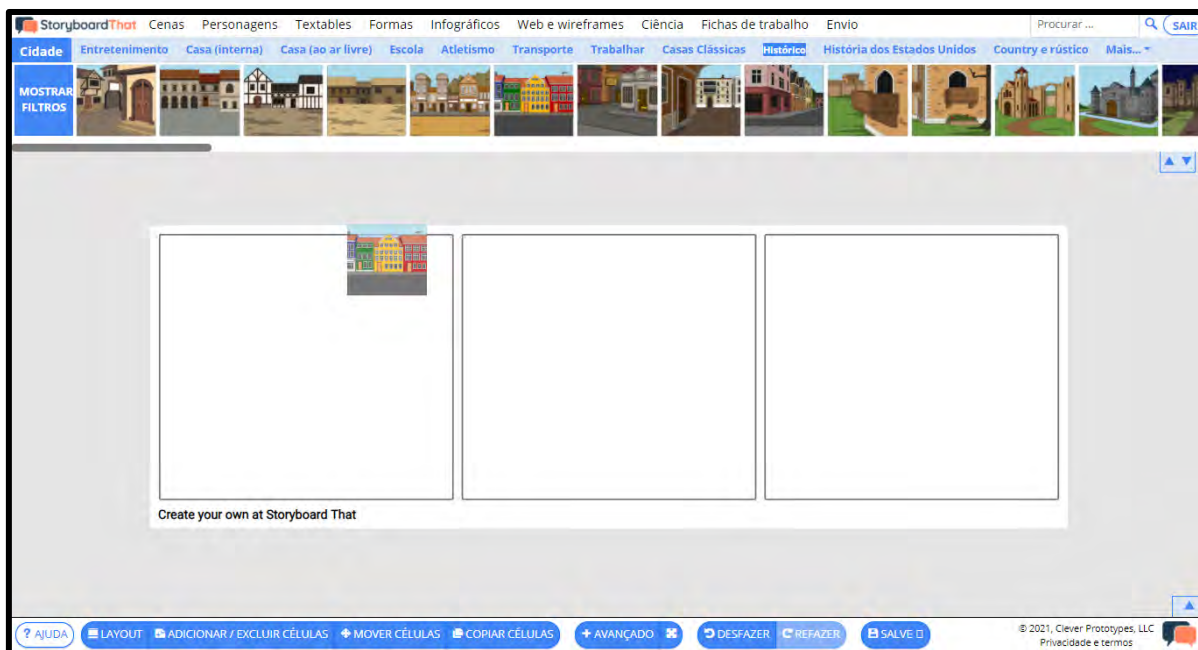 StoryboardThat Cenas Personagens Textables Formas Infográficos Web e wireframes Ciência Fichas de trabalho Envio Procurar ... SAIR
Cidade Entretenimento Casa (interna) Casa (ao ar livre) Escola Atletismo Transporte Trabalhar Casas Clássicas Histórico História dos Estados Unidos Country e rústico Mais...
MOSTRAR
FILTROS
Create your own at Storyboard That
? AJUDA LAYOUT ADICIONAR / EXCLUIR CÉLULAS MOVER CÉLULAS COPIAR CÉLULAS + AVANÇADO DESFAZER REFAZER SALVE
© 2021, Clever Prototypes, LLC
Privacidade e termos